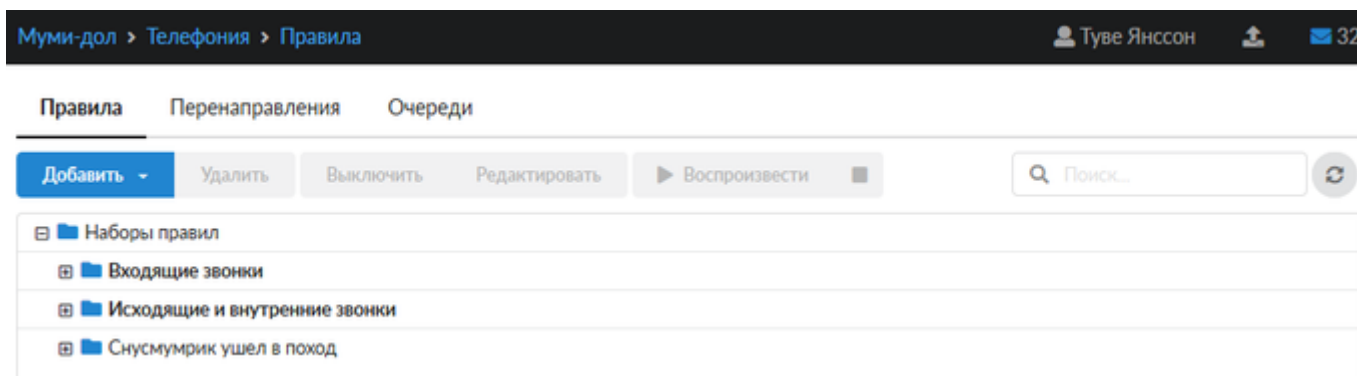 Муми-дол > Телефония > Правила Туве Янссон 32
Правила Перенаправления Очереди
Добавить Удалить Выключить Редактировать Воспроизвести Поиск...
Наборы правил
Входящие звонки
Исходящие и внутренние звонки
Снусмумрик ушел в поход